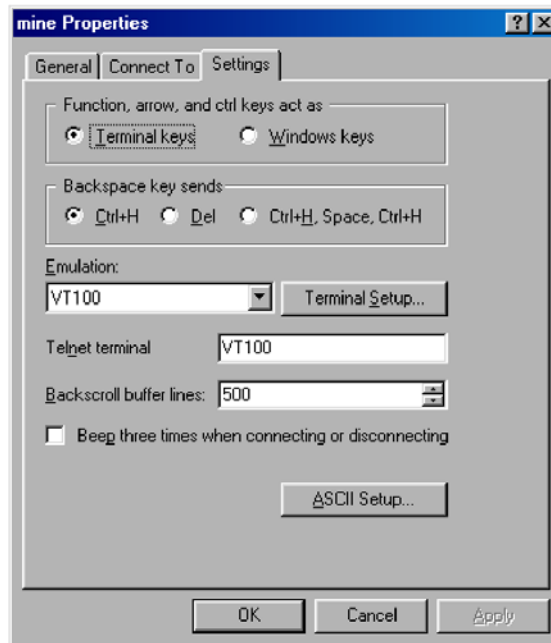 mine Properties
General Connect To Settings
Function, arrow, and ctrl keys act as
Terminal keys Windows keys
Backspace key sends
Ctrl+H Del Ctrl+H, Space, Ctrl+H
Emulation:
VT100 Terminal Setup...
Telnet terminal VT100
Backscroll buffer lines: 500
Beep three times when connecting or disconnecting
ASCII Setup...
OK Cancel Apply